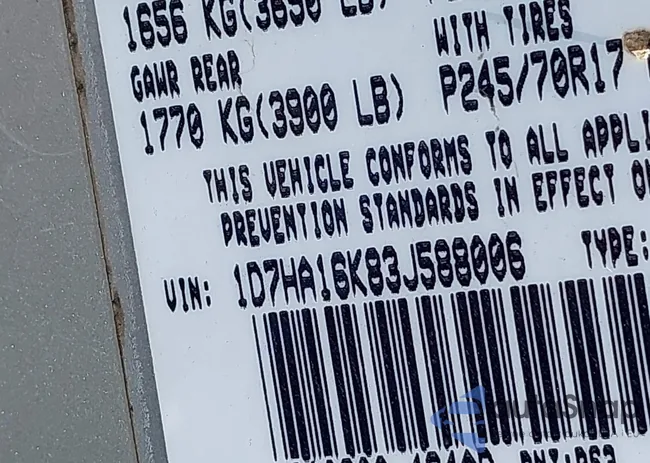 1656 KG(3650 LB)
WITH TIRES
GAWR REAR
1770 KG(3900 LB) P245/70R17
THIS VEHICLE CONFORMS TO ALL APPLI
PREVENTION STANDARDS IN EFFECT O
VIN: 1D7HA16K83J588006 TYPE:
autoSwap